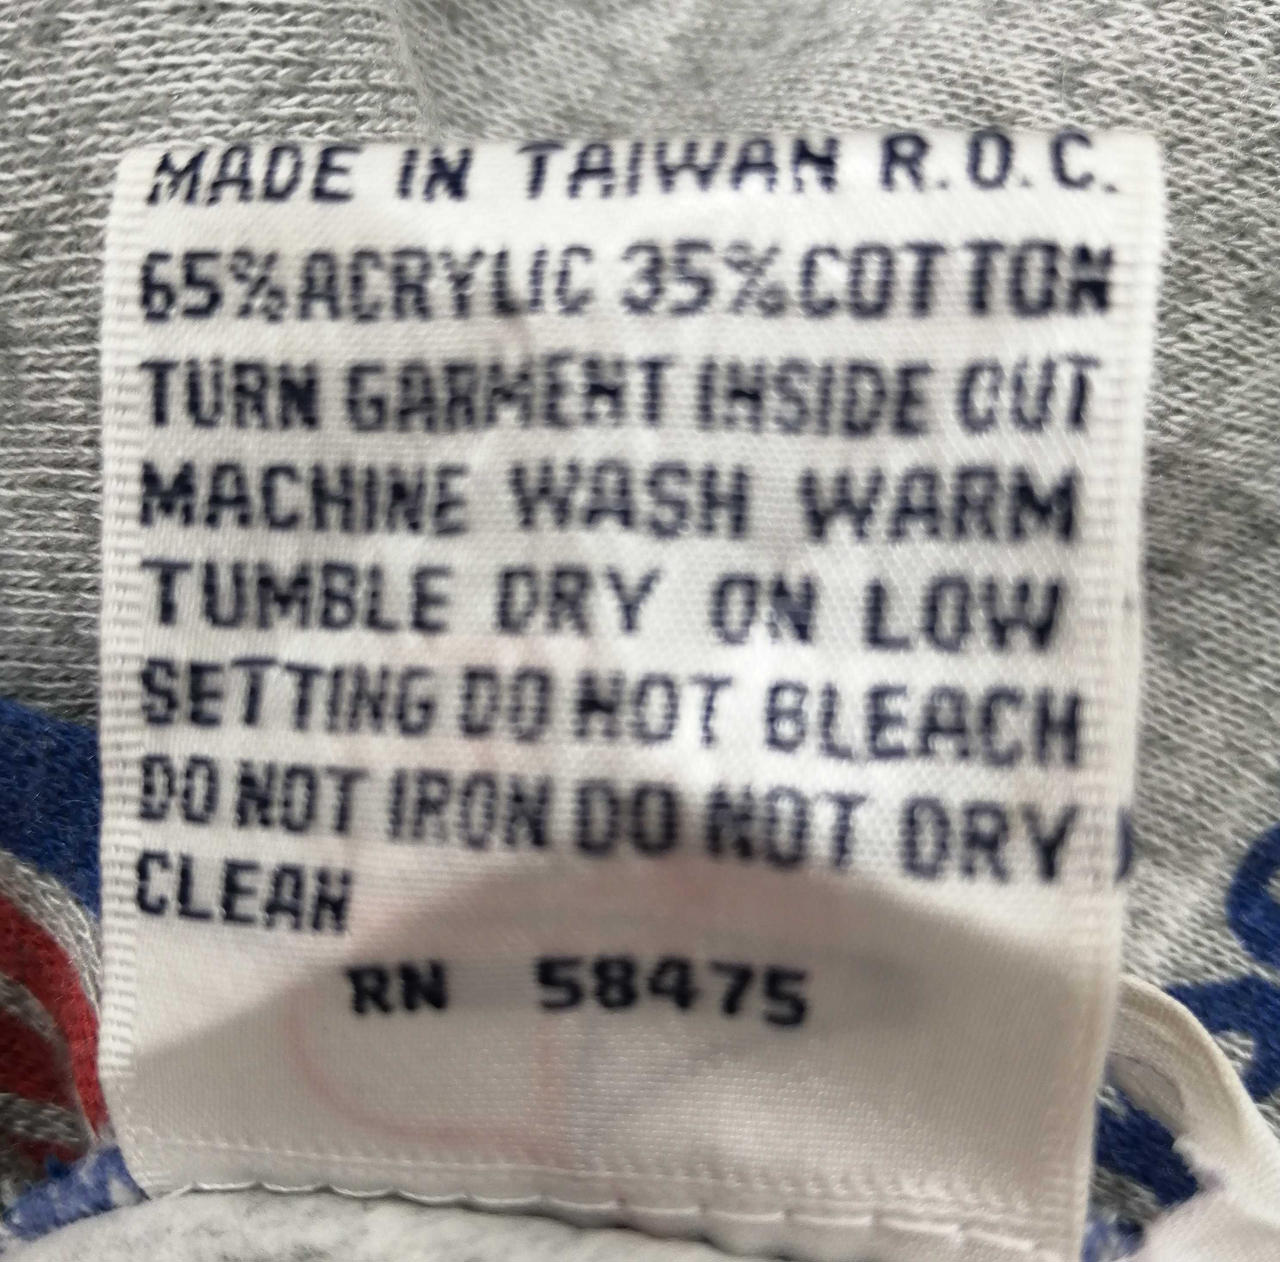 MADE IN TAIWAN R.O.C.
65% ACRYLIC 35% COTTON
TURN GARMENT INSIDE OUT
MACHINE WASH WARM
TUMBLE DRY ON LOW
SETTING DO NOT BLEACH
DO NOT IRON DO NOT DRY
CLEAN
RN 58475